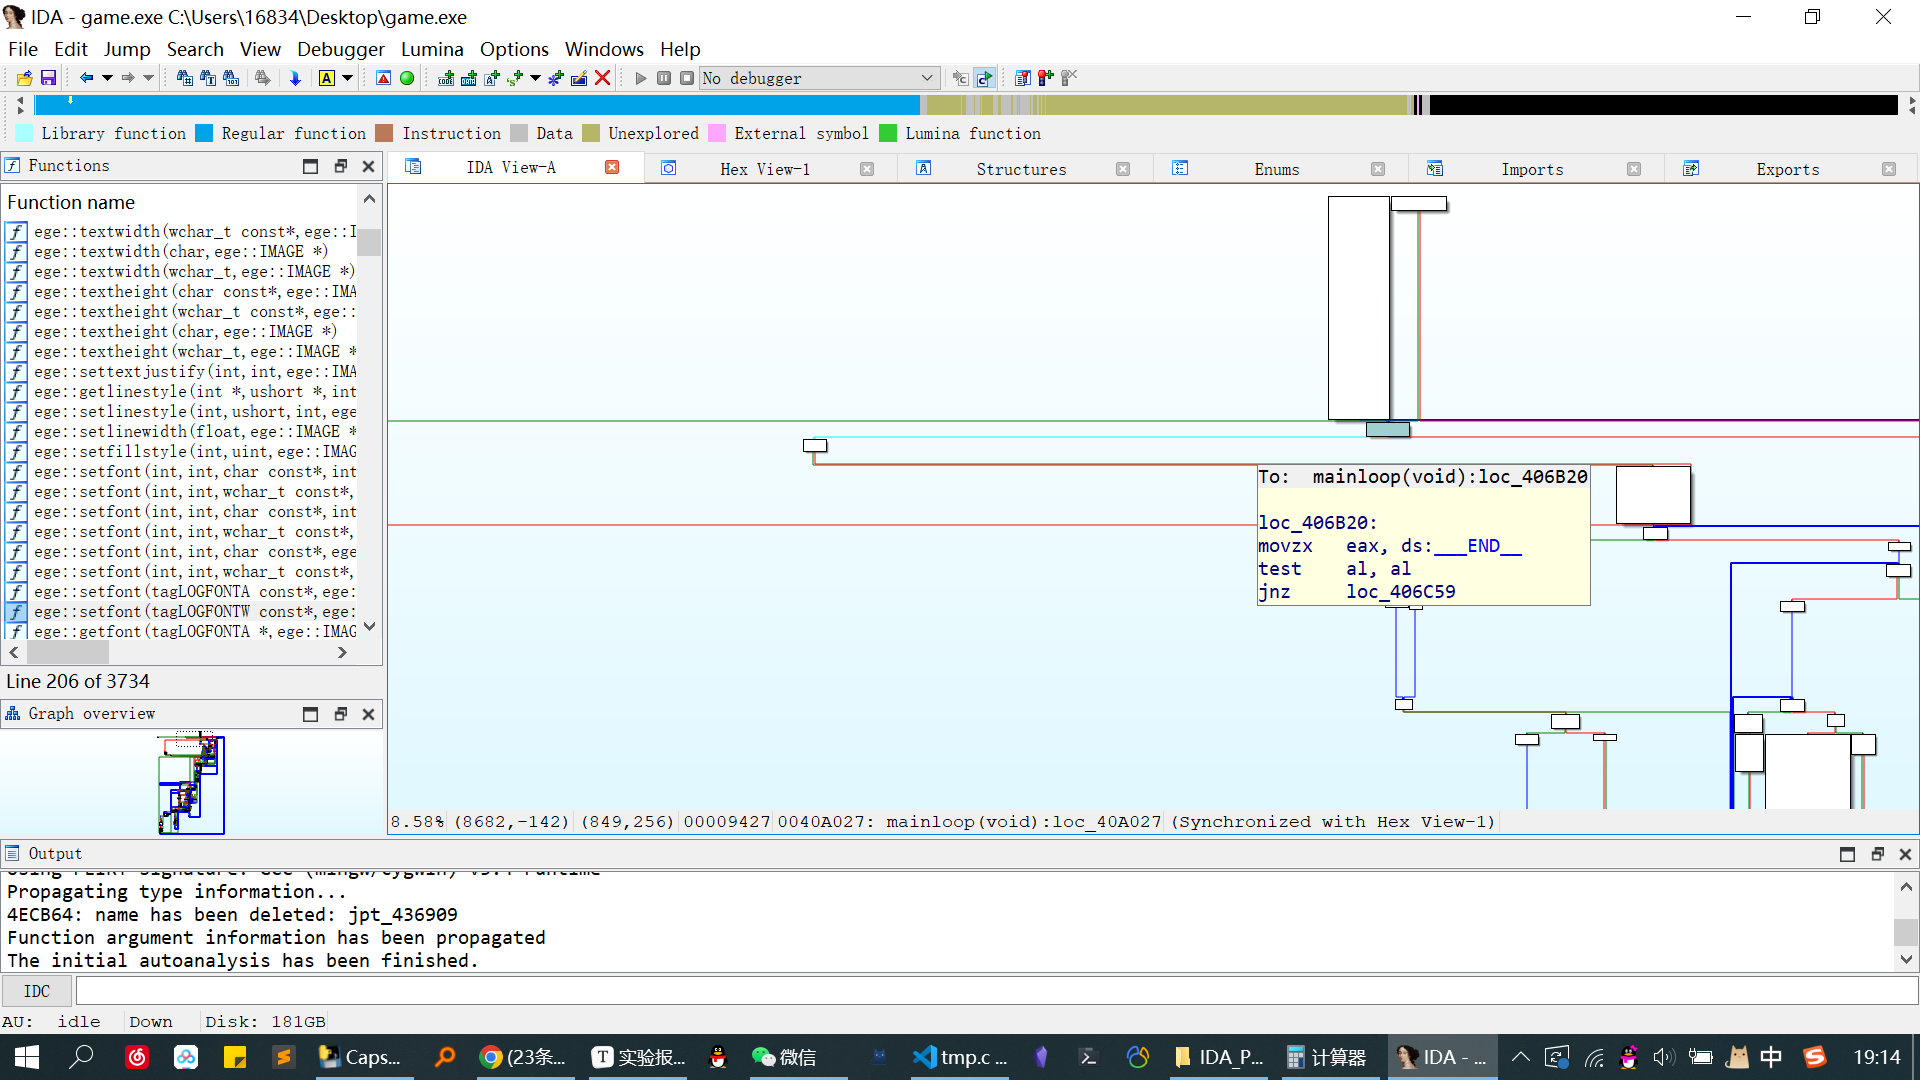 IDA - game.exe C:\Users\16834\Desktop\game.exe
File Edit Jump Search View Debugger Lumina Options Windows Help
No debugger
Library function Regular function Instruction Data Unexplored External symbol Lumina function
Functions
IDA View-A
Hex View-1
Structures
Enums
Imports
Exports
Function name
ege::textwidth(wchar_t const*,ege::I
ege::textwidth(char,ege::IMAGE *)
ege::textwidth(wchar_t,ege::IMAGE *)
ege::textheight(char const*,ege::IMA
ege::textheight(wchar_t const*,ege::
ege::textheight(char,ege::IMAGE *)
ege::textheight(wchar_t,ege::IMAGE *
ege::settextjustify(int,int,ege::IMA
ege::getlinestyle(int *,ushort *,int
ege::setlinestyle(int,ushort,int,ege
ege::setlinewidth(float,ege::IMAGE *
ege::setfillstyle(int,uint,ege::IMAG
ege::setfont(int,int,char const*,int
ege::setfont(int,int,wchar_t const*,
ege::setfont(int,int,char const*,int
ege::setfont(int,int,wchar_t const*,
ege::setfont(int,int,char const*,ege
ege::setfont(int,int,wchar_t const*,
ege::setfont(tagLOGFONTA const*,ege:
ege::setfont(tagLOGFONTW const*,ege:
ege::getfont(tagLOGFONTA *,ege::IMAG
Line 206 of 3734
Graph overview
To: mainloop(void):loc_406B20
loc_406B20:
movzx eax, ds:___END__
test al, al
jnz loc_406C59
8.58% (8682,-142) (849,256) 00009427 0040A027: mainloop(void):loc_40A027 (Synchronized with Hex View-1)
Output
Using FLIRT signature: GCC (mingw/cygwin) v3.4 runtime
Propagating type information...
4ECB64: name has been deleted: jpt_436909
Function argument information has been propagated
The initial autoanalysis has been finished.
IDC
AU: idle Down Disk: 181GB
Caps... (23条... 实验报... 微信 tmp.c ... IDA_P... 计算器 IDA - ... 中 19:14